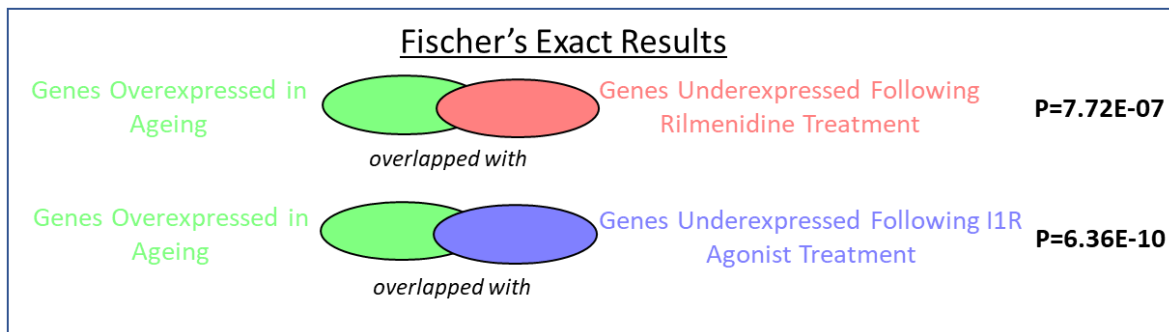 Fischer's Exact Results
Genes Overexpressed in
Ageing
Genes Underexpressed Following
Rilmenidine Treatment
P=7.72E-07
overlapped with
Genes Overexpressed in
Ageing
Genes Underexpressed Following I1R
Agonist Treatment
P=6.36E-10
overlapped with